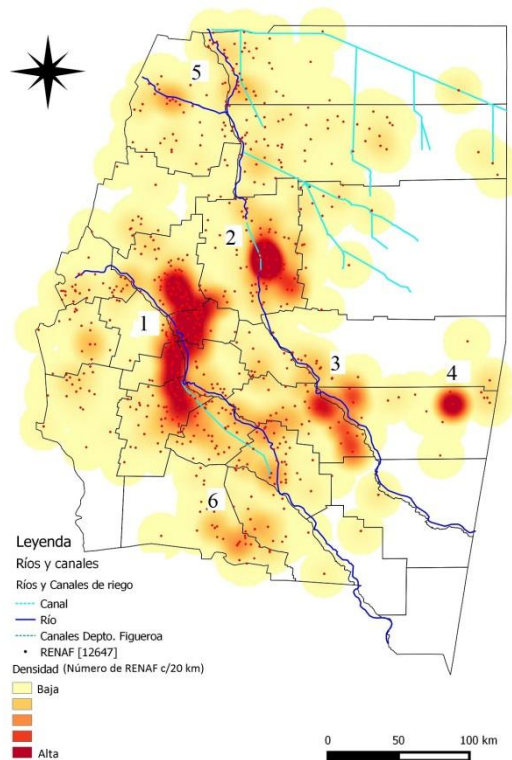 5
2
1
3
4
6
Leyenda
Ríos y canales
Ríos y Canales de riego
Canal
Río
Canales Depto. Figueroa
RENAF [12647]
Densidad (Número de RENAF c/20 km)
Baja
Alta
0 50 100 km